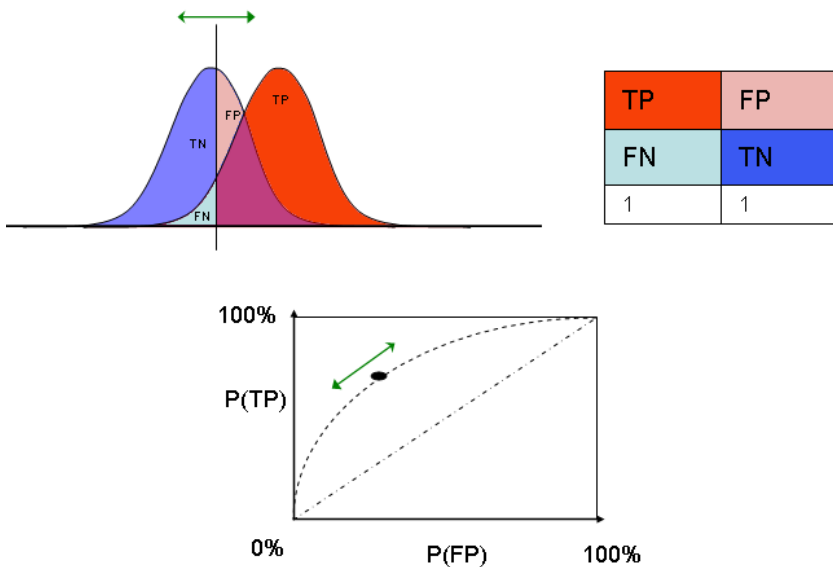 TP
FP
TN
FN
TP FP
FN TN
1 1
100%
P(TP)
0%
P(FP)
100%